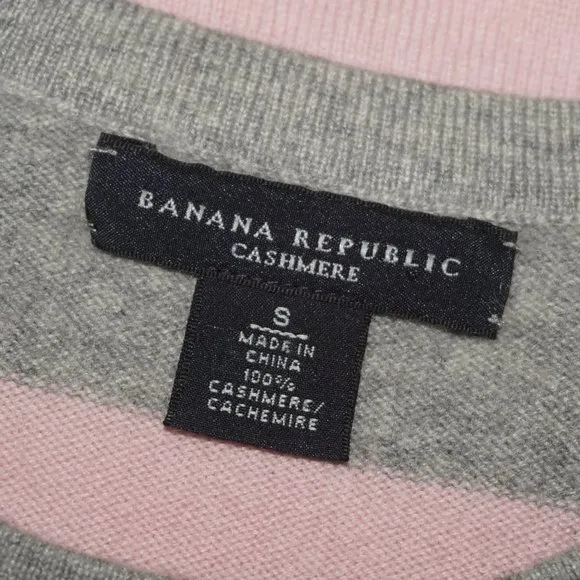 BANANA REPUBLIC
CASHMERE
S
MADE IN
CHINA
100%
CASHMERE/
CACHEMIRE